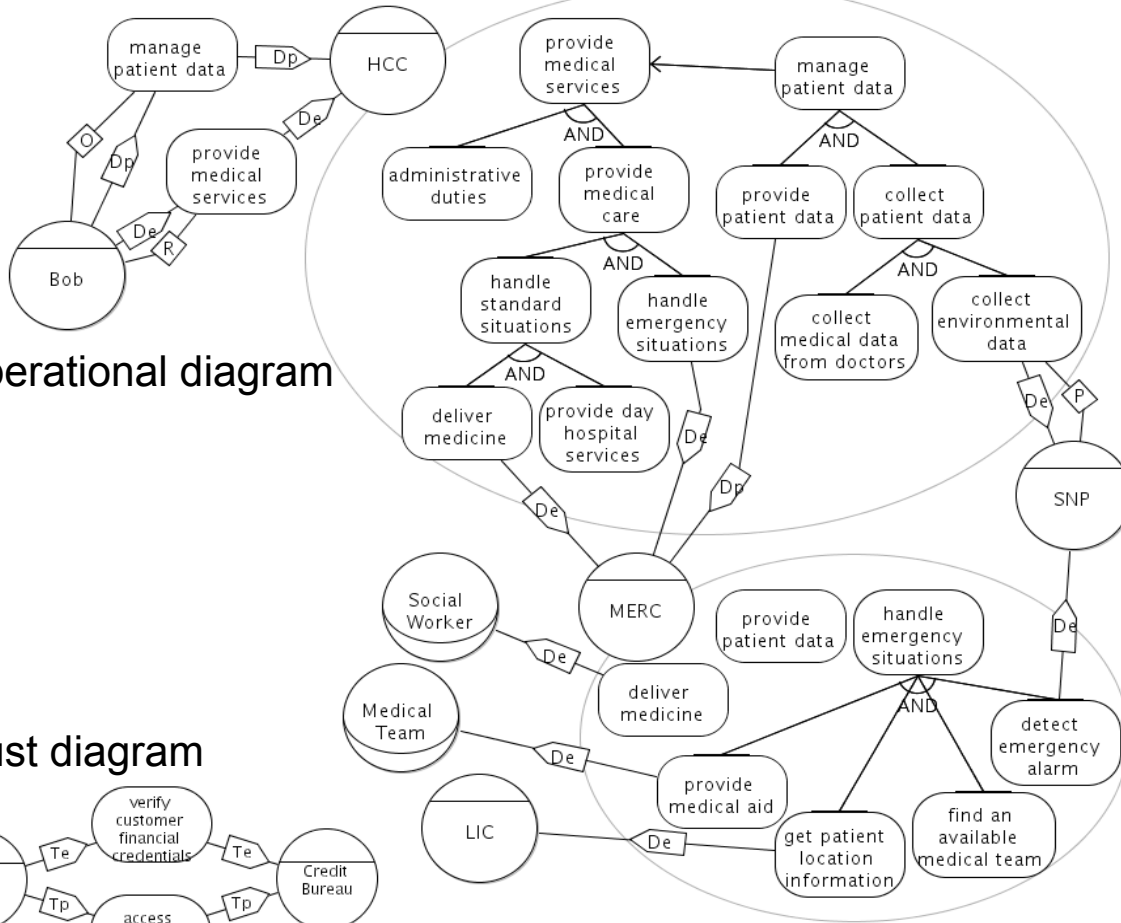 manage
patient data
Dp
HCC
O
Dp
De
provide
medical
services
De
R
Bob
perational diagram
provide
medical
services
manage
patient data
AND
AND
administrative
duties
provide
medical
care
provide
patient data
collect
patient data
AND
AND
handle
standard
situations
handle
emergency
situations
collect
medical data
from doctors
collect
environmental
data
AND
De
P
deliver
medicine
provide day
hospital
services
De
Dp
De
SNP
MERC
Social
Worker
De
provide
patient data
handle
emergency
situations
De
deliver
medicine
AND
Medical
Team
De
detect
emergency
alarm
provide
medical aid
LIC
De
get patient
location
information
find an
available
medical team
ust diagram
verify
customer
financial
credentials
Te
Te
Credit
Bureau
Tp
Tp
access